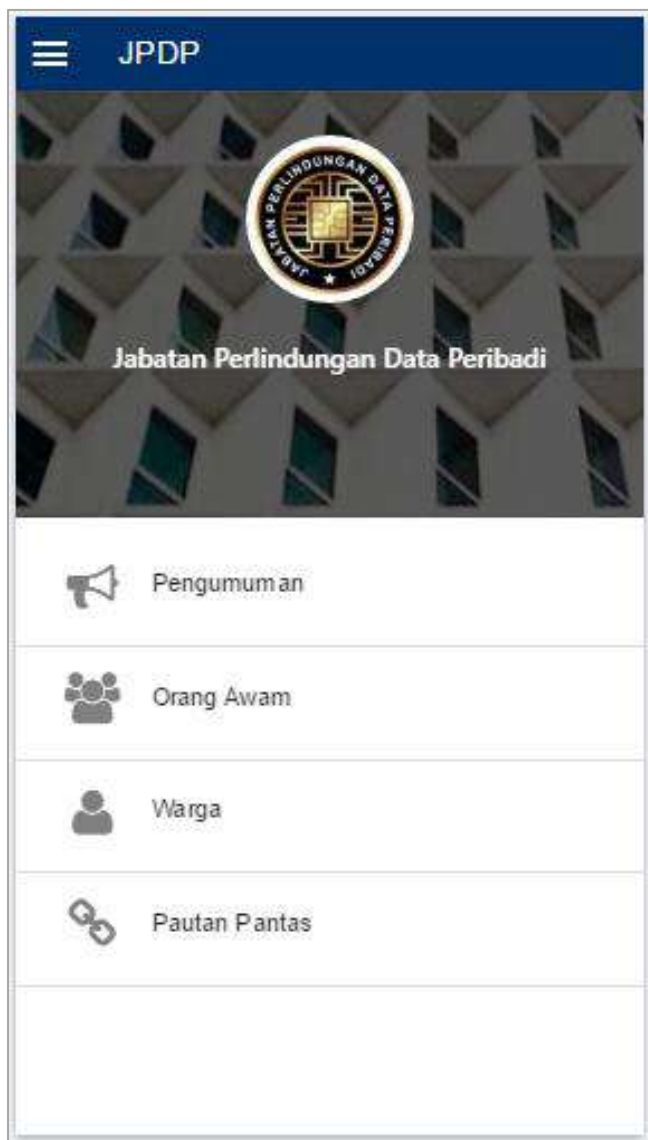 JPDP
JABATAN PERLINDUNGAN DATA PERIBADI
Jabatan Perlindungan Data Peribadi
Pengumuman
Orang Awam
Warga
Pautan Pantas